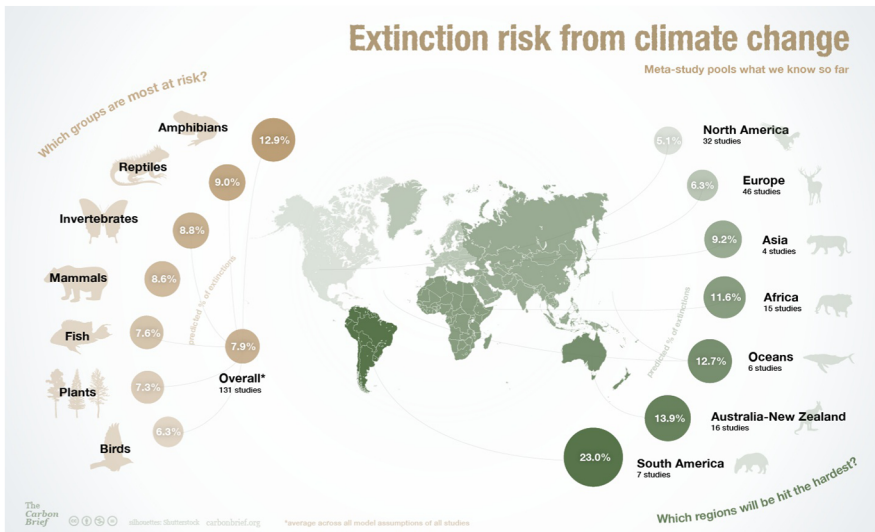 Extinction risk from climate change
Meta-study pools what we know so far
Which groups are most at risk?
Amphibians
12.9%
Reptiles
9.0%
Invertebrates
8.8%
Mammals
8.6%
Fish
7.6%
Plants
7.3%
Birds
6.3%
predicted % of extinctions
7.9%
Overall*
131 studies
5.1%
North America
32 studies
6.3%
Europe
46 studies
9.2%
Asia
4 studies
11.6%
Africa
15 studies
predicted % of extinctions
12.7%
Oceans
6 studies
13.9%
Australia-New Zealand
16 studies
23.0%
South America
7 studies
Which regions will be hit the hardest?
The
Carbon
Brief
silhouttes: Shutterstock carbonbrief.org
*average across all model assumptions of all studies